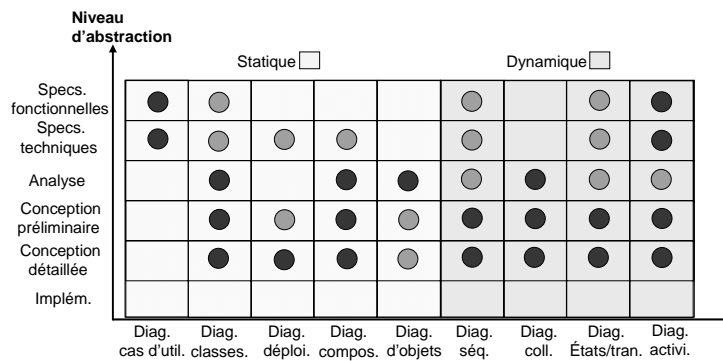 Niveau
d'abstraction
Statique
Dynamique
Specs.
fonctionnelles
Specs.
techniques
Analyse
Conception
préliminaire
Conception
détaillée
Implém.
Diag.
cas d'util.
Diag.
classes.
Diag.
déploi.
Diag.
compos.
Diag.
d'objets
Diag.
séq.
Diag.
coll.
Diag.
États/tran.
Diag.
activi.